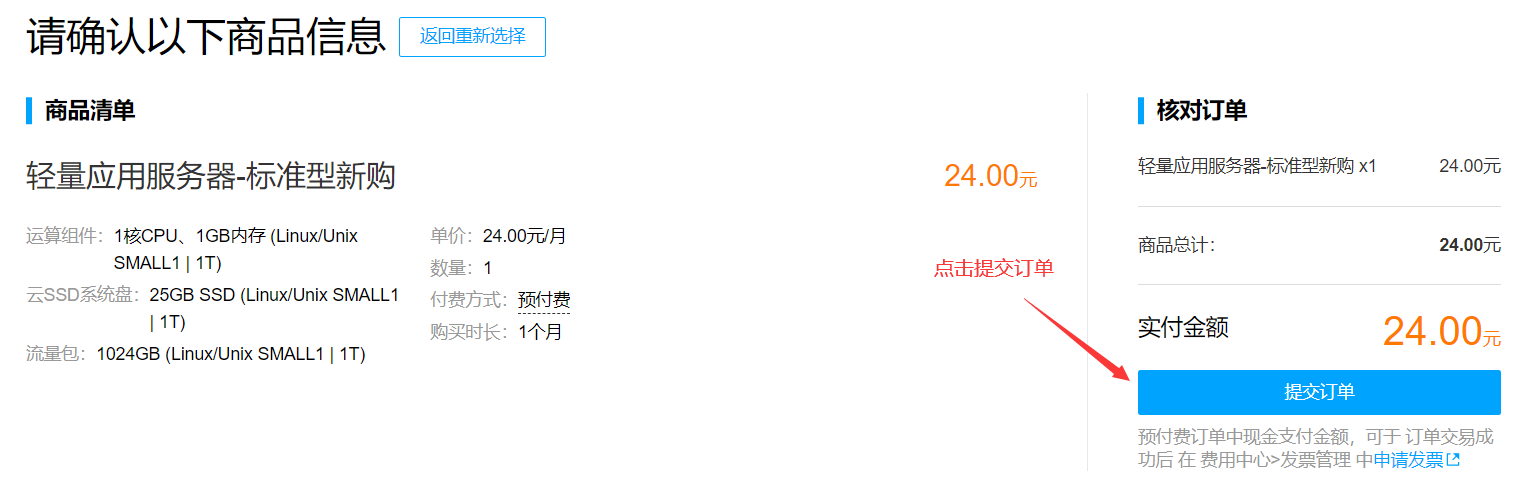 请确认以下商品信息
返回重新选择
商品清单
轻量应用服务器-标准型新购
24.00元
运算组件：1核CPU、1GB内存 (Linux/Unix
SMALL1 | 1T)
云SSD系统盘：25GB SSD (Linux/Unix SMALL1
| 1T)
流量包：1024GB (Linux/Unix SMALL1 | 1T)
单价：24.00元/月
数量：1
付费方式：预付费
购买时长：1个月
点击提交订单
核对订单
轻量应用服务器-标准型新购 x1 24.00元
商品总计： 24.00元
实付金额 24.00元
提交订单
预付费订单中现金支付金额，可于 订单交易成
功后 在 费用中心>发票管理 中申请发票